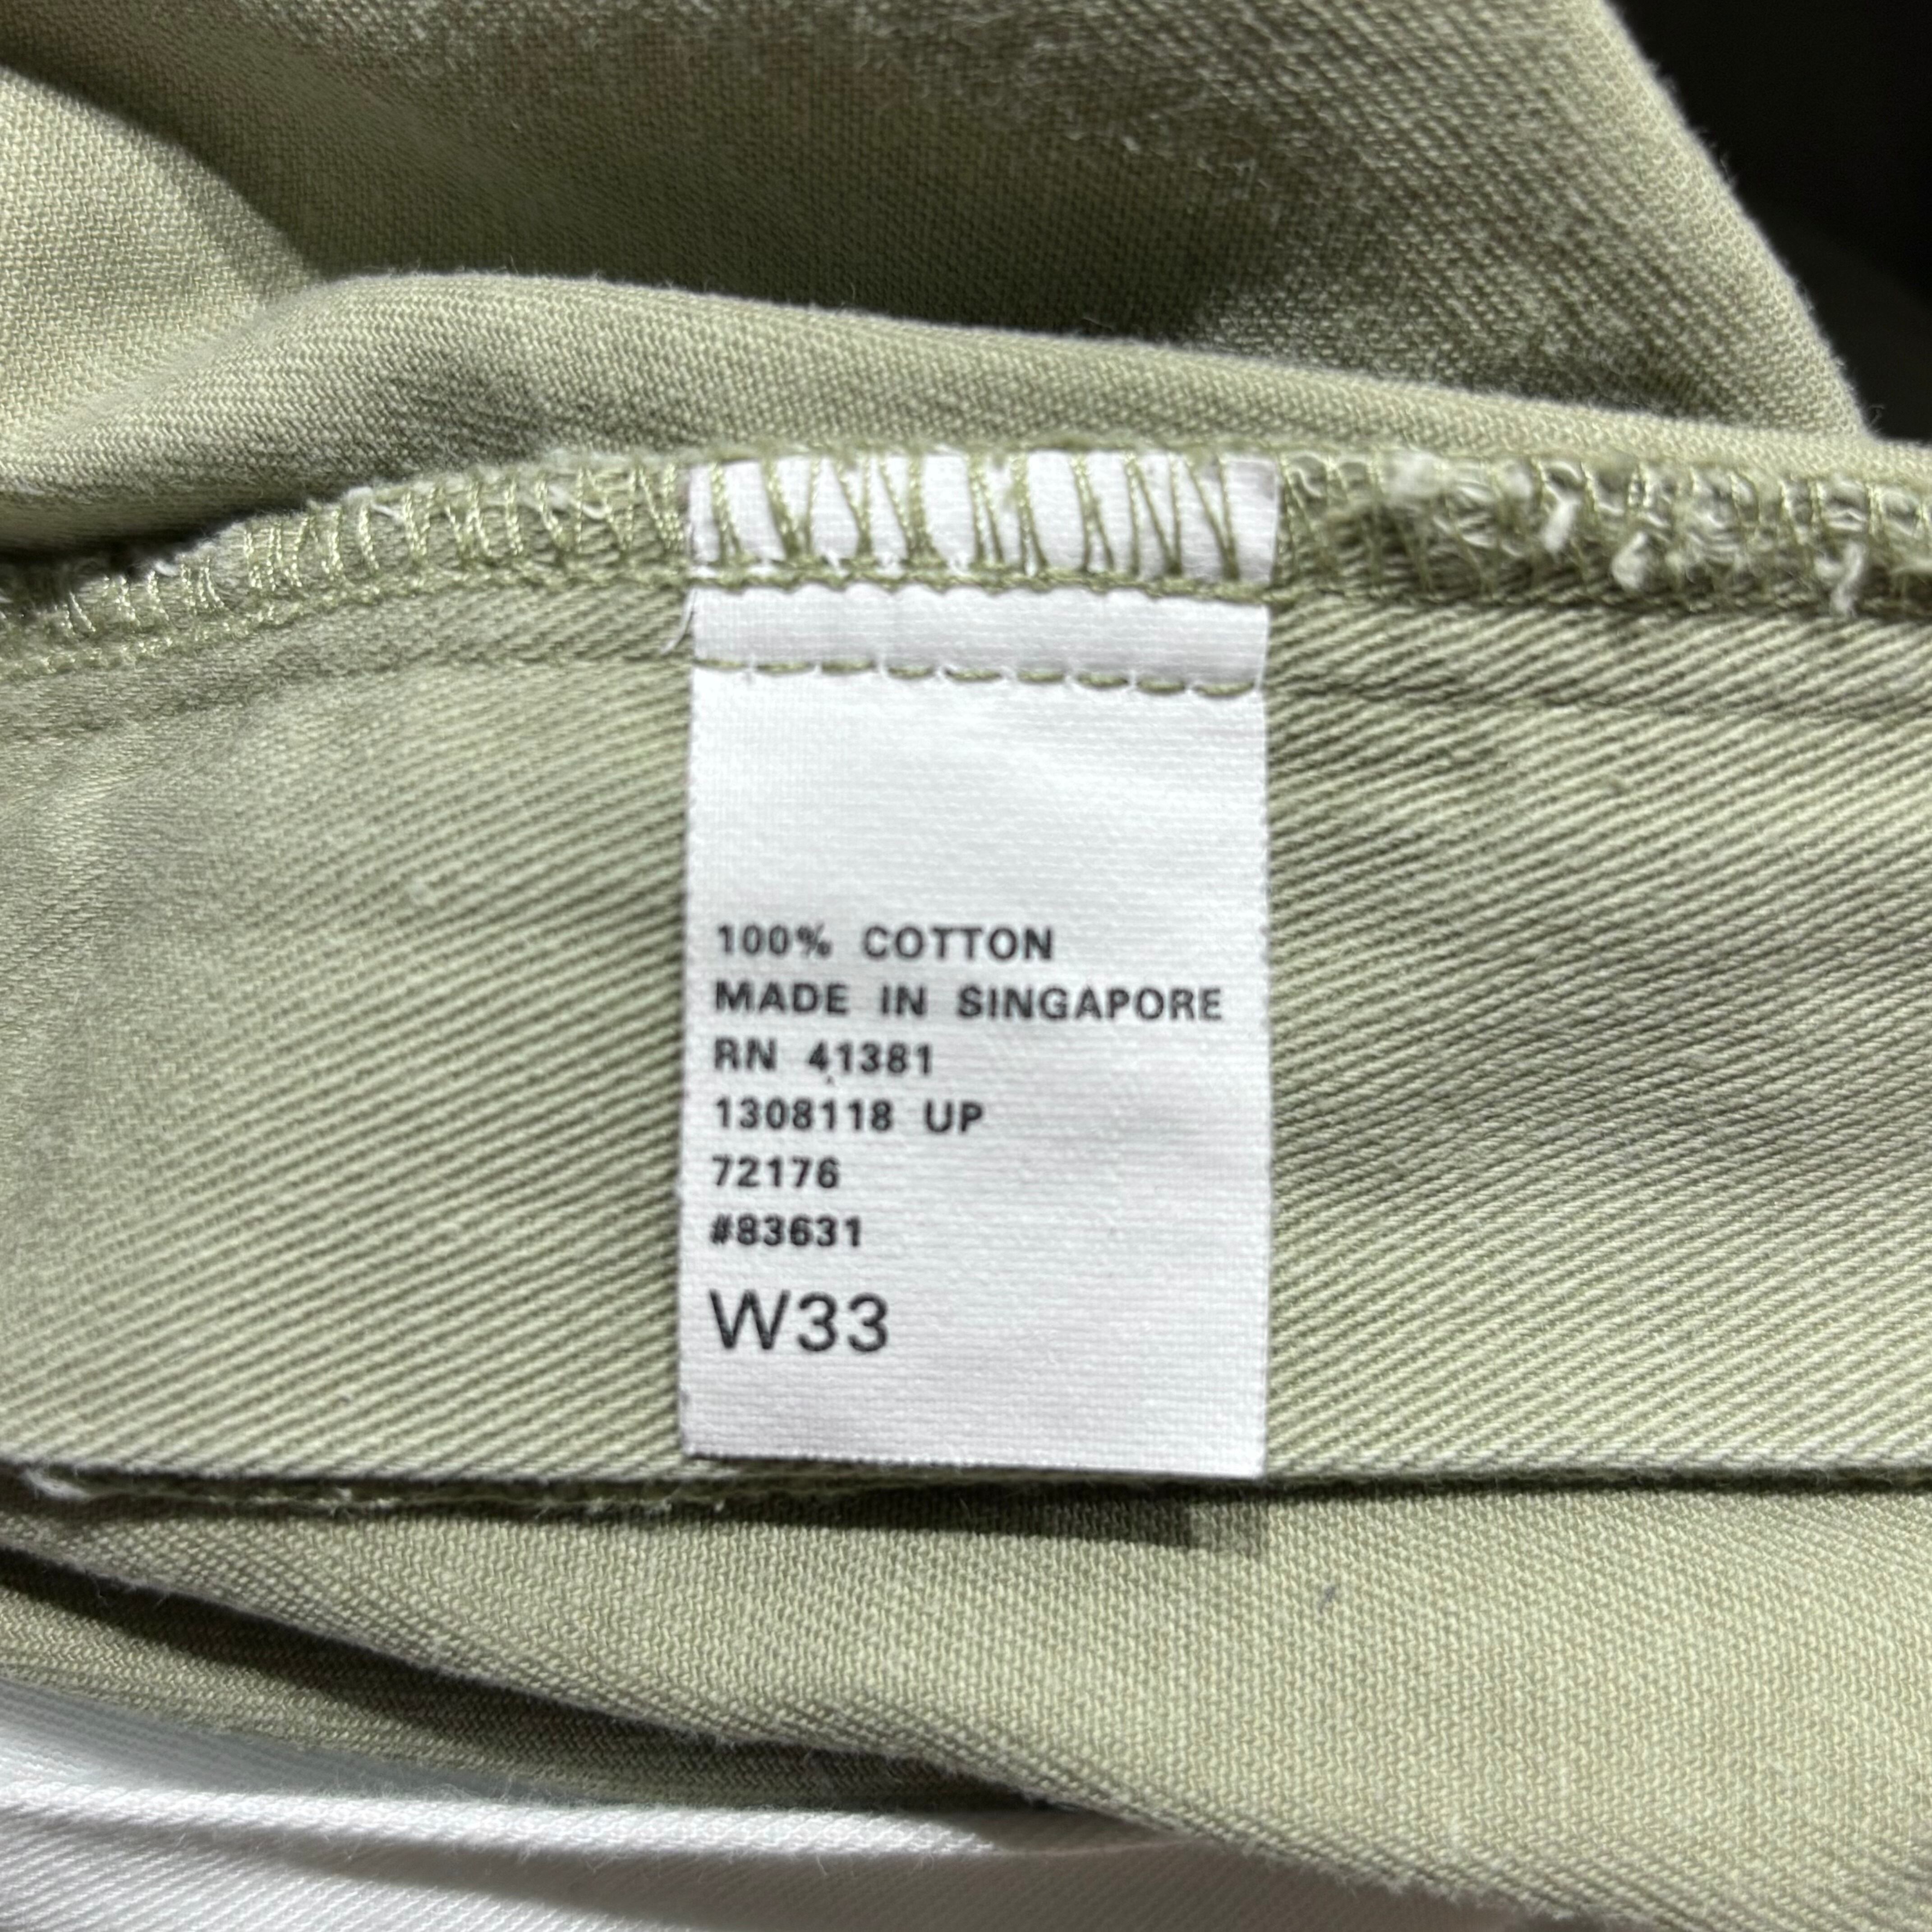 100% COTTON
MADE IN SINGAPORE
RN 41381
1308118 UP
72176
#83631
W33